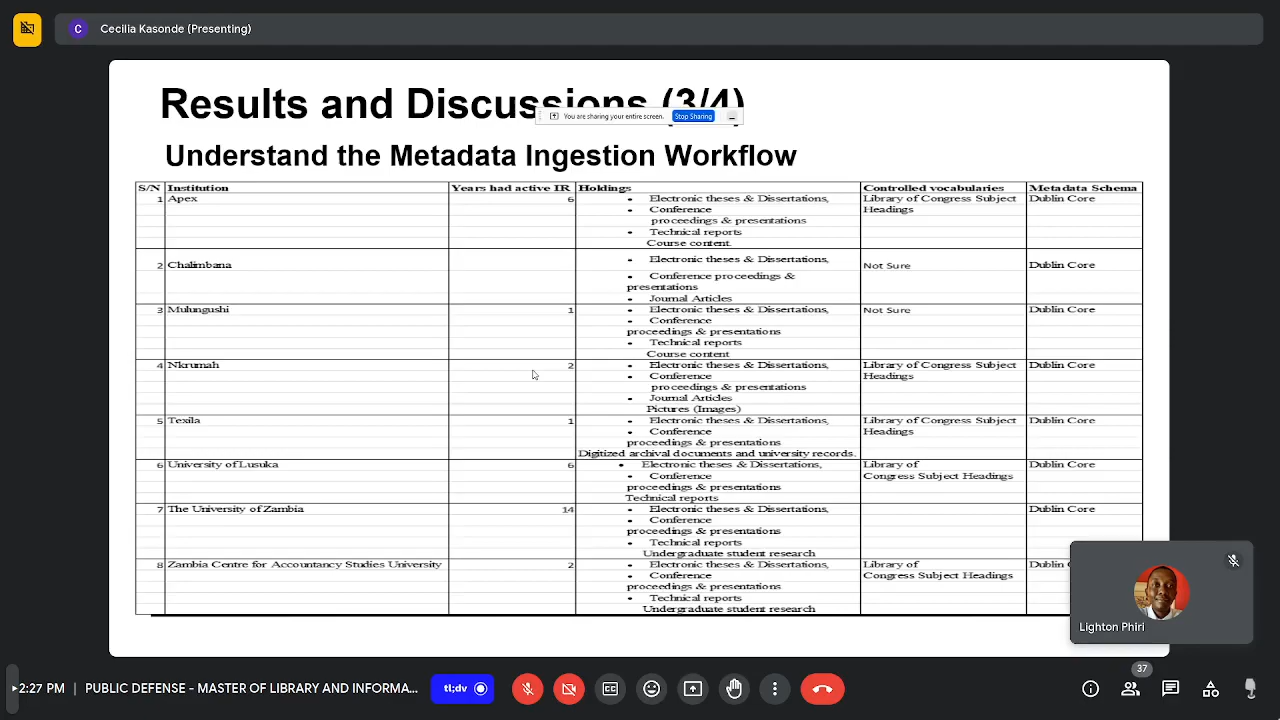 C Cecilia Kasonde (Presenting)
Results and Discussions (3/4)
You are sharing your entire screen. Stop Sharing
Understand the Metadata Ingestion Workflow
S/N Institution Years had active IR Holdings Controlled vocabularies Metadata Schema
1 Apex 6 • Electronic theses & Dissertations, Library of Congress Subject Dublin Core
• Conference Headings
proceedings & presentations
• Technical reports
Course content.
2 Chalimbana • Electronic theses & Dissertations, Not Sure Dublin Core
• Conference proceedings &
presentations
• Journal Articles
3 Mulungushi 1 • Electronic theses & Dissertations, Not Sure Dublin Core
• Conference
proceedings & presentations
• Technical reports
Course content
4 Nkrumah 2 • Electronic theses & Dissertations, Library of Congress Subject Dublin Core
• Conference Headings
proceedings & presentations
• Journal Articles
Pictures (Images)
5 Texila 1 • Electronic theses & Dissertations, Library of Congress Subject Dublin Core
• Conference Headings
proceedings & presentations
Digitized archival documents and university records.
6 University of Lusuka 6 • Electronic theses & Dissertations, Library of Dublin Core
• Conference Congress Subject Headings
proceedings & presentations
Technical reports
7 The University of Zambia 14 • Electronic theses & Dissertations, Dublin Core
• Conference
proceedings & presentations
• Technical reports
Undergraduate student research
8 Zambia Centre for Accountancy Studies University 2 • Electronic theses & Dissertations, Library of Dublin
• Conference Congress Subject Headings
proceedings & presentations
• Technical reports
Undergraduate student research
Lighton Phiri
37
2:27 PM | PUBLIC DEFENSE - MASTER OF LIBRARY AND INFORMA...
tl;dv